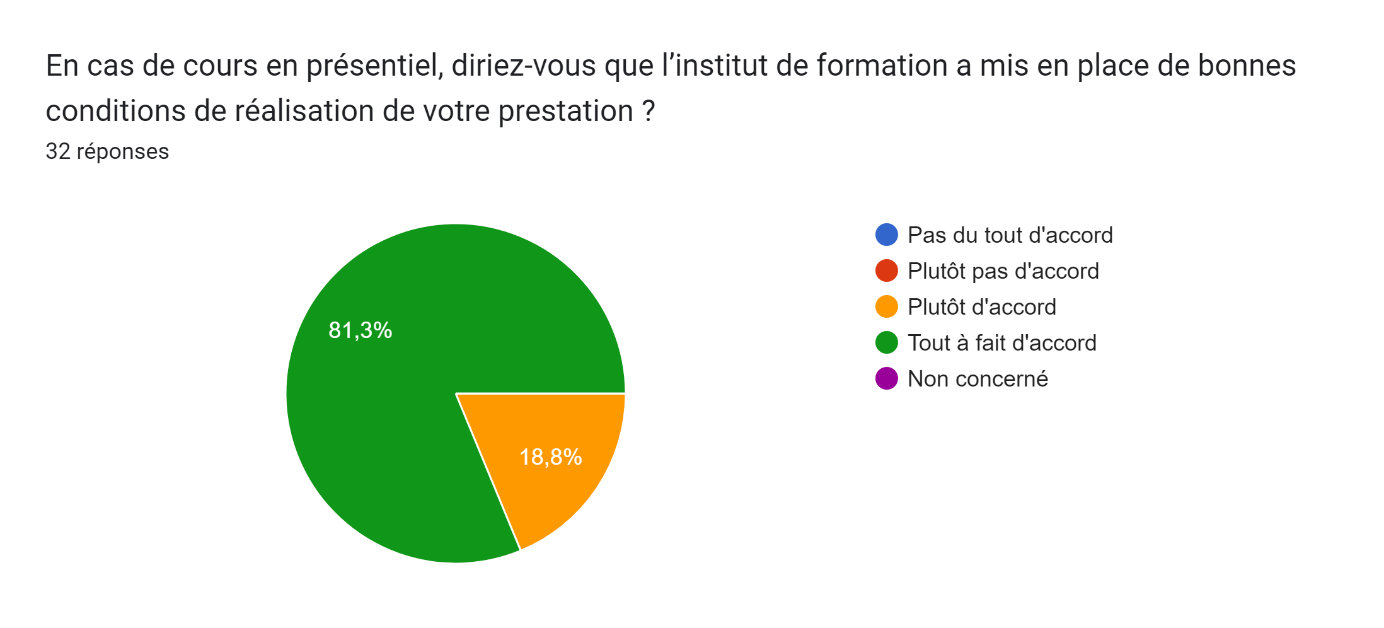 En cas de cours en présentiel, diriez-vous que l’institut de formation a mis en place de bonnes
conditions de réalisation de votre prestation ?
32 réponses
81,3%
18,8%
Pas du tout d'accord
Plutôt pas d'accord
Plutôt d'accord
Tout à fait d'accord
Non concerné